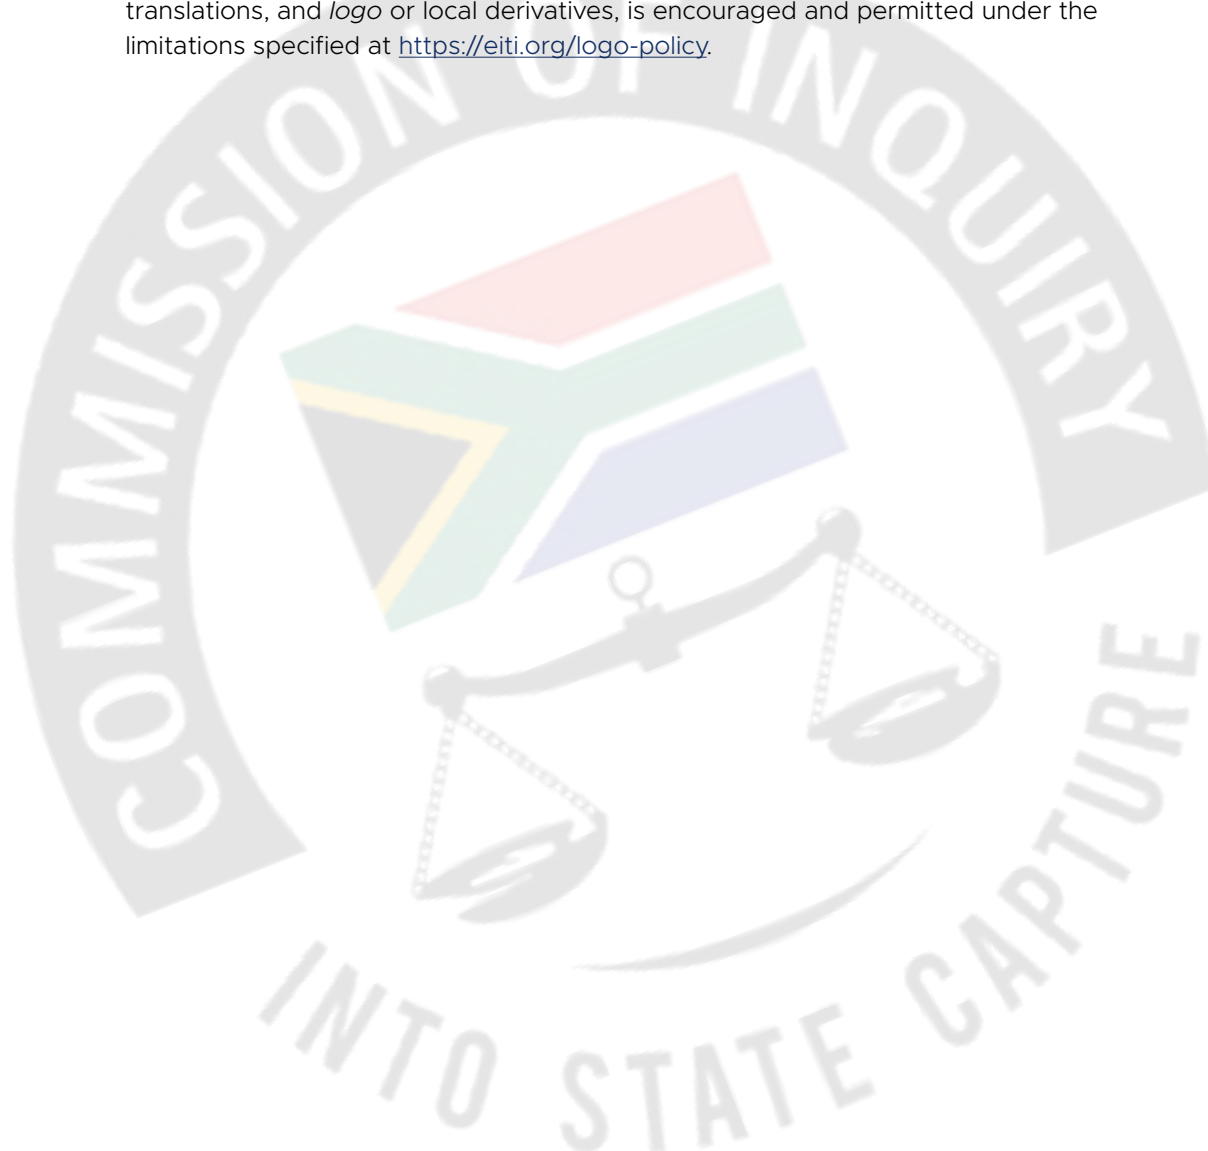 translations, and logo or local derivatives, is encouraged and permitted under the
limitations specified at https://eiti.org/logo-policy.
COMMISSION OF INQUIRY
INTO STATE CAPTURE